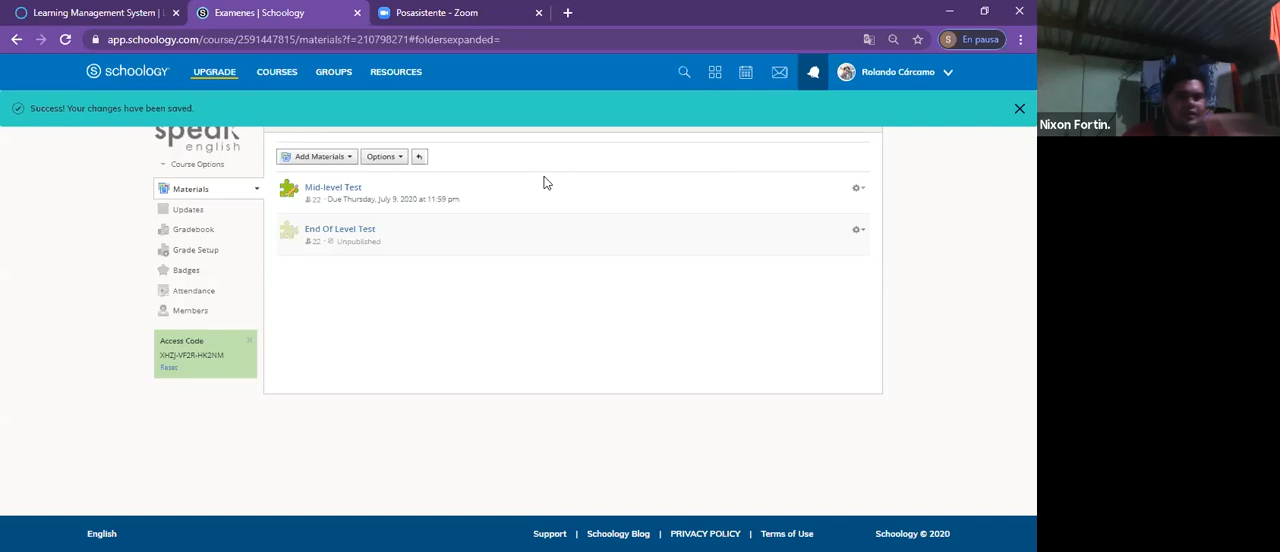 Learning Management System | L
Examenes | Schoology
Posasistente - Zoom
app.schoology.com/course/2591447815/materials?f=210798271#foldersexpanded=
S
En pausa
S schoology
UPGRADE
COURSES
GROUPS
RESOURCES
Rolando Cárcamo
Success! Your changes have been saved.
speak
english
Course Options
Materials
Updates
Gradebook
Grade Setup
Badges
Attendance
Members
Access Code
XHZJ-VF2R-HK2NM
Reset
Add Materials
Options
Mid-level Test
22 · Due Thursday, July 9, 2020 at 11:59 pm
End Of Level Test
22 · Unpublished
Nixon Fortin.
English
Support | Schoology Blog | PRIVACY POLICY | Terms of Use
Schoology © 2020